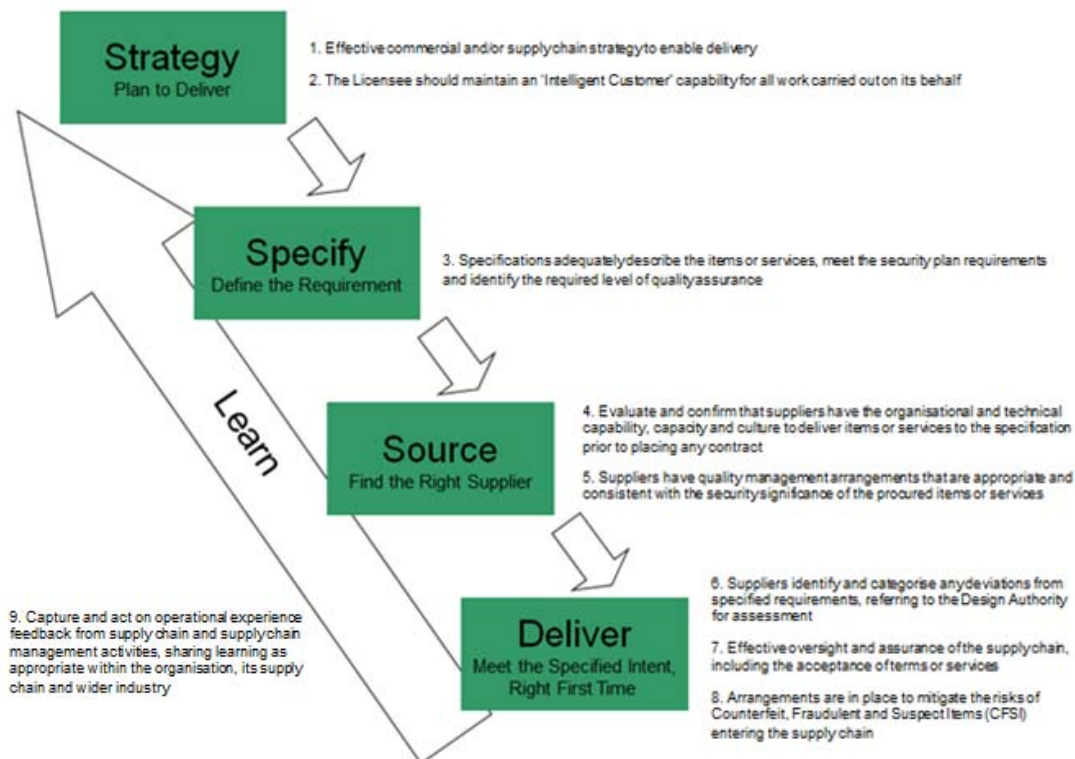 Strategy
Plan to Deliver
1. Effective commercial and/or supply chain strategy to enable delivery
2. The Licensee should maintain an 'Intelligent Customer' capability for all work carried out on its behalf
Specify
Define the Requirement
3. Specifications adequately describe the items or services, meet the security plan requirements
and identify the required level of quality assurance
Learn
Source
Find the Right Supplier
4. Evaluate and confirm that suppliers have the organisational and technical
capability, capacity and culture to deliver items or services to the specification
prior to placing any contract
5. Suppliers have quality management arrangements that are appropriate and
consistent with the security significance of the procured items or services
Deliver
Meet the Specified Intent,
Right First Time
6. Suppliers identify and categorise any deviations from
specified requirements, referring to the Design Authority
for assessment
7. Effective oversight and assurance of the supply chain,
including the acceptance of terms or services
8. Arrangements are in place to mitigate the risks of
Counterfeit, Fraudulent and Suspect Items (CFSI)
entering the supply chain
9. Capture and act on operational experience
feedback from supply chain and supply chain
management activities, sharing learning as
appropriate within the organisation, its supply
chain and wider industry